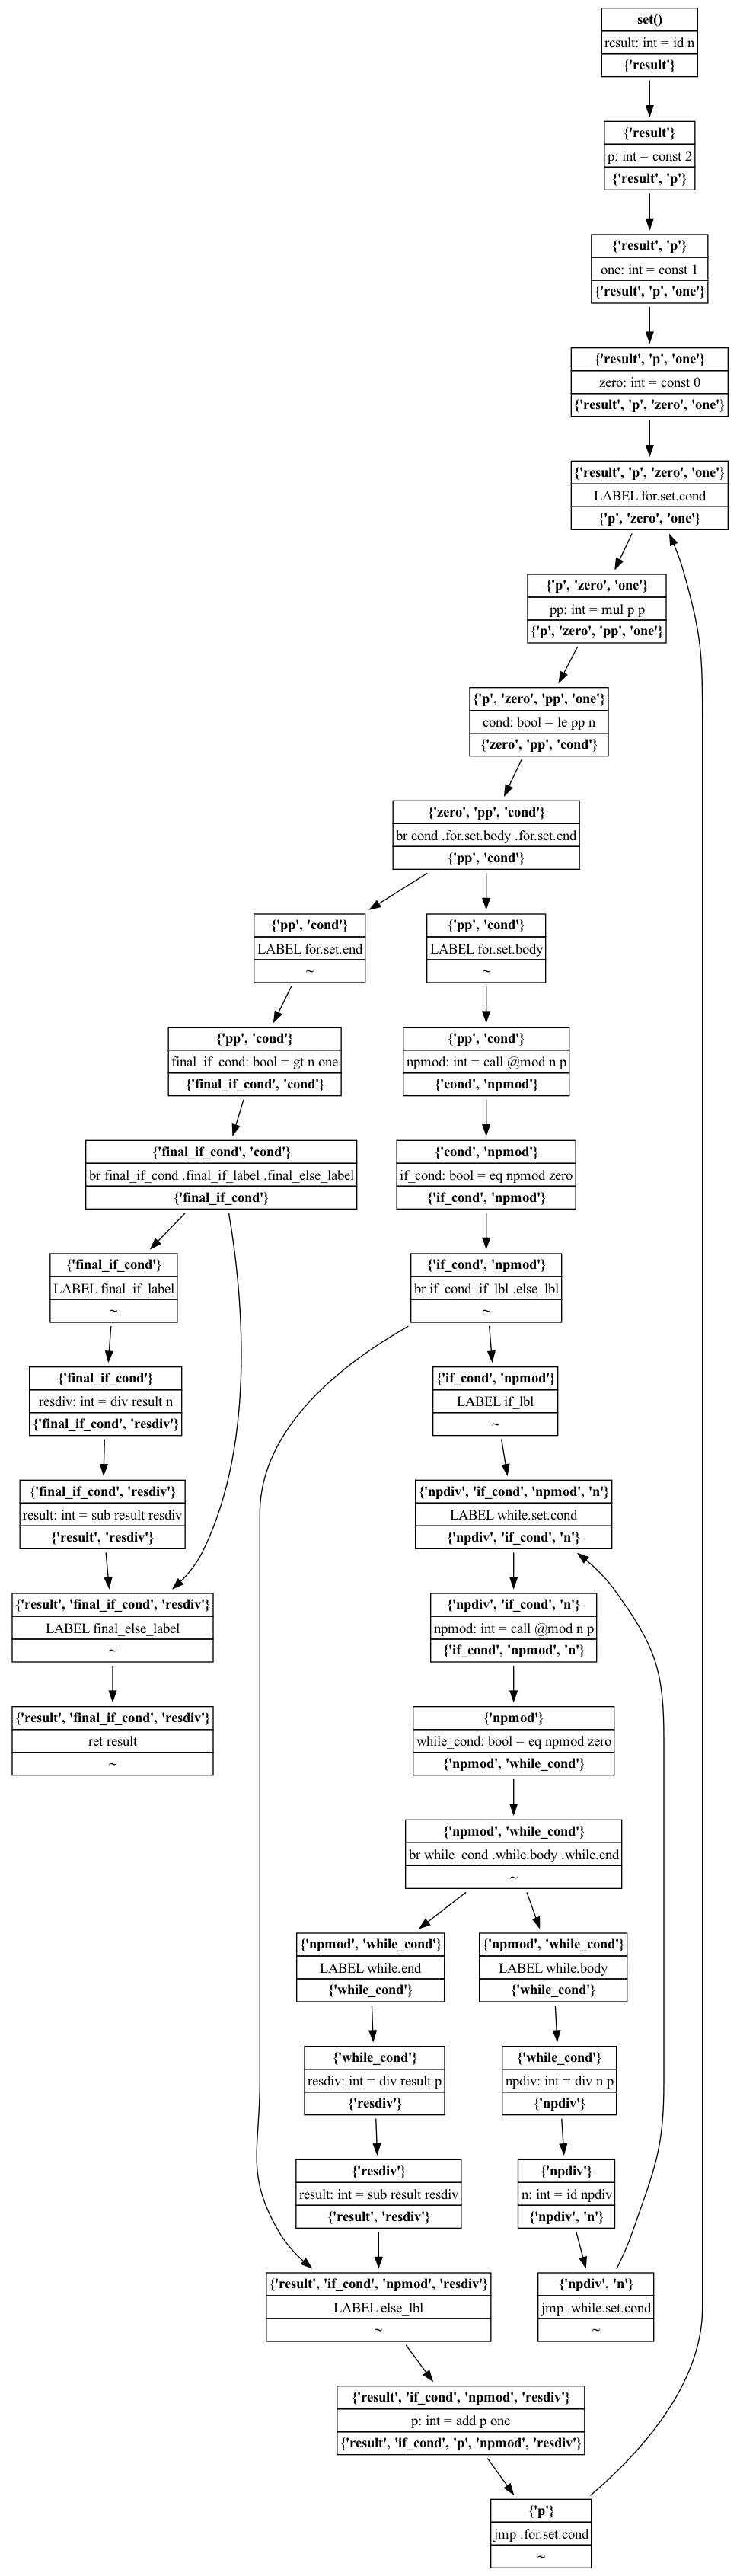 set()
result: int = id n
{'result'}
{'result'}
p: int = const 2
{'result', 'p'}
{'result', 'p'}
one: int = const 1
{'result', 'p', 'one'}
{'result', 'p', 'one'}
zero: int = const 0
{'result', 'p', 'zero', 'one'}
{'result', 'p', 'zero', 'one'}
LABEL for.set.cond
{'p', 'zero', 'one'}
{'p', 'zero', 'one'}
pp: int = mul p p
{'p', 'zero', 'pp', 'one'}
{'p', 'zero', 'pp', 'one'}
cond: bool = le pp n
{'zero', 'pp', 'cond'}
{'zero', 'pp', 'cond'}
br cond .for.set.body .for.set.end
{'pp', 'cond'}
{'pp', 'cond'}
LABEL for.set.end
~
{'pp', 'cond'}
LABEL for.set.body
~
{'pp', 'cond'}
final_if_cond: bool = gt n one
{'final_if_cond', 'cond'}
{'pp', 'cond'}
npmod: int = call @mod n p
{'cond', 'npmod'}
{'final_if_cond', 'cond'}
br final_if_cond .final_if_label .final_else_label
{'final_if_cond'}
{'cond', 'npmod'}
if_cond: bool = eq npmod zero
{'if_cond', 'npmod'}
{'final_if_cond'}
LABEL final_if_label
~
{'if_cond', 'npmod'}
br if_cond .if_lbl .else_lbl
~
{'final_if_cond'}
resdiv: int = div result n
{'final_if_cond', 'resdiv'}
{'if_cond', 'npmod'}
LABEL if_lbl
~
{'final_if_cond', 'resdiv'}
result: int = sub result resdiv
{'result', 'resdiv'}
{'npdiv', 'if_cond', 'npmod', 'n'}
LABEL while.set.cond
{'npdiv', 'if_cond', 'n'}
{'result', 'final_if_cond', 'resdiv'}
LABEL final_else_label
~
{'npdiv', 'if_cond', 'n'}
npmod: int = call @mod n p
{'if_cond', 'npmod', 'n'}
{'result', 'final_if_cond', 'resdiv'}
ret result
~
{'npmod'}
while_cond: bool = eq npmod zero
{'npmod', 'while_cond'}
{'npmod', 'while_cond'}
br while_cond .while.body .while.end
~
{'npmod', 'while_cond'}
LABEL while.end
{'while_cond'}
{'npmod', 'while_cond'}
LABEL while.body
{'while_cond'}
{'while_cond'}
resdiv: int = div result p
{'resdiv'}
{'while_cond'}
npdiv: int = div n p
{'npdiv'}
{'resdiv'}
result: int = sub result resdiv
{'result', 'resdiv'}
{'npdiv'}
n: int = id npdiv
{'npdiv', 'n'}
{'result', 'if_cond', 'npmod', 'resdiv'}
LABEL else_lbl
~
{'npdiv', 'n'}
jmp .while.set.cond
~
{'result', 'if_cond', 'npmod', 'resdiv'}
p: int = add p one
{'result', 'if_cond', 'p', 'npmod', 'resdiv'}
{'p'}
jmp .for.set.cond
~